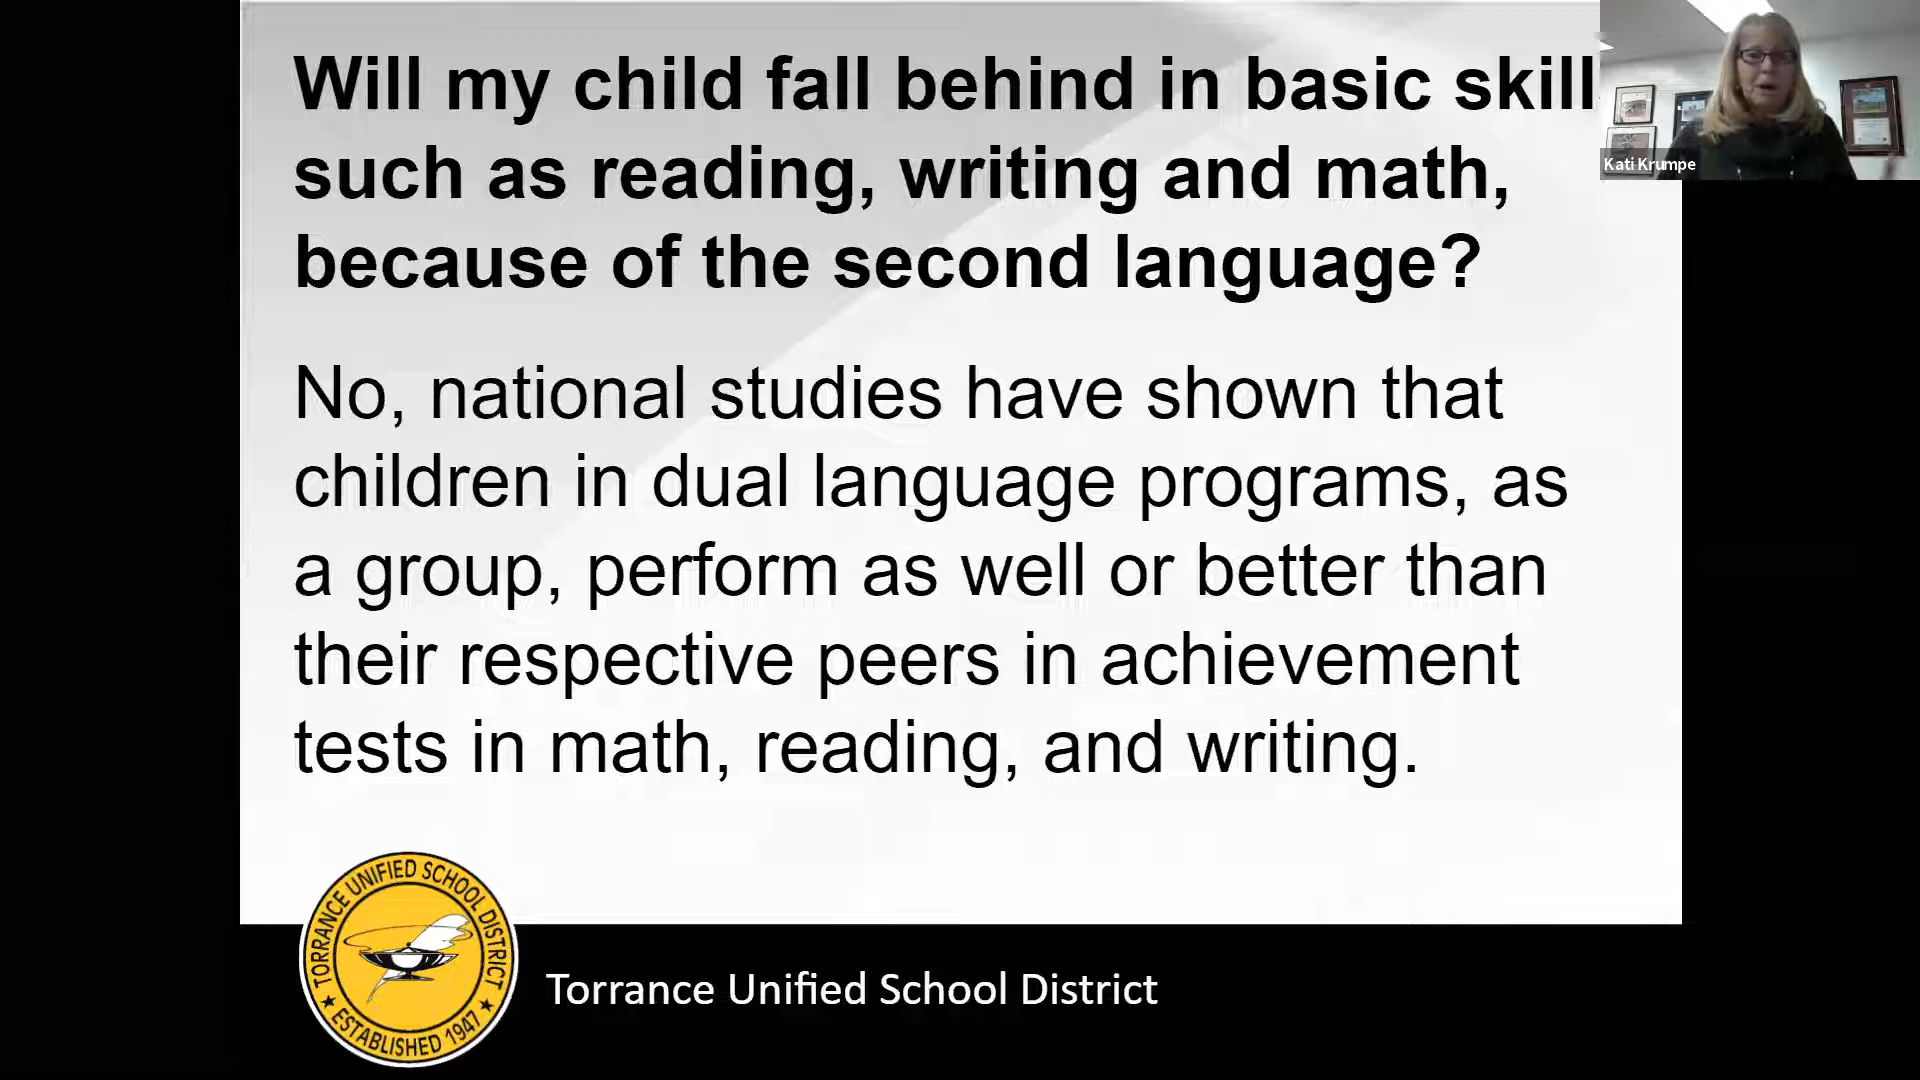 Will my child fall behind in basic skill
such as reading, writing and math,
because of the second language?
No, national studies have shown that
children in dual language programs, as
a group, perform as well or better than
their respective peers in achievement
tests in math, reading, and writing.
Kati Krumpe
TORRANCE UNIFIED SCHOOL DISTRICT
ESTABLISHED 1947
Torrance Unified School District